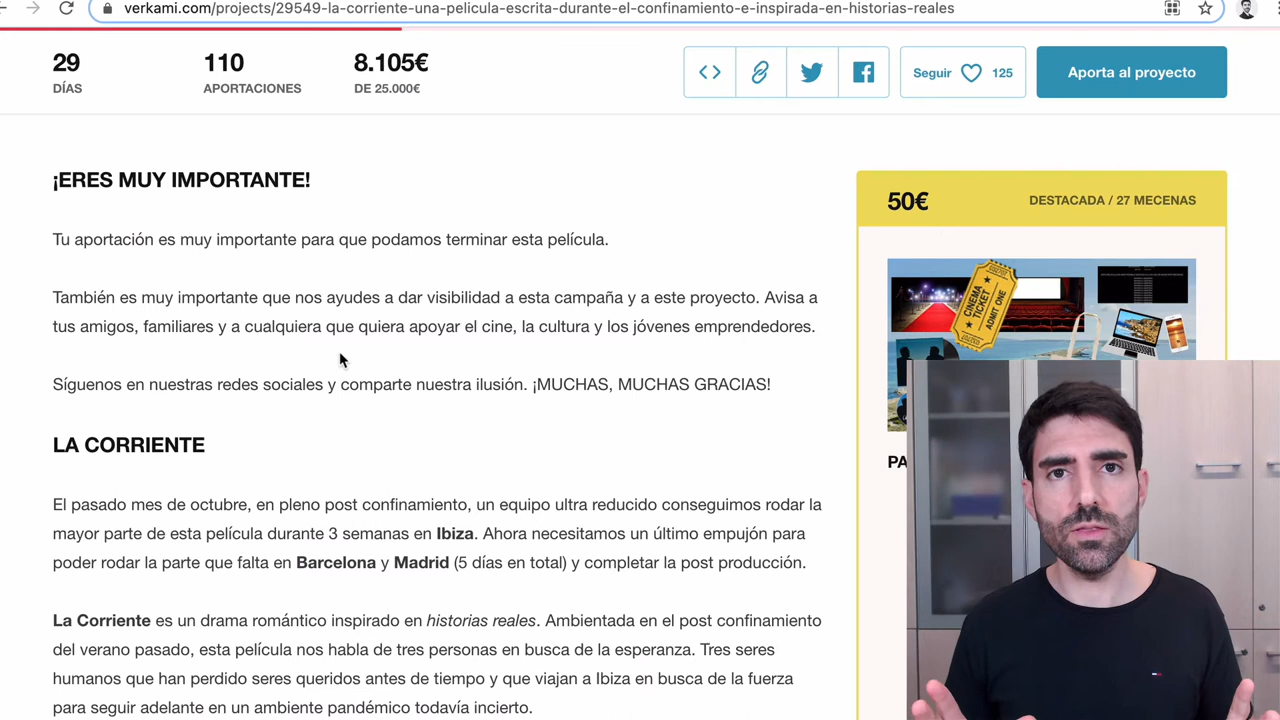 verkami.com/projects/29549-la-corriente-una-pelicula-escrita-durante-el-confinamiento-e-inspirada-en-historias-reales
29
DÍAS
110
APORTACIONES
8.105€
DE 25.000€
Seguir 125
Aporta al proyecto
¡ERES MUY IMPORTANTE!
Tu aportación es muy importante para que podamos terminar esta película.
También es muy importante que nos ayudes a dar visibilidad a esta campaña y a este proyecto. Avisa a
tus amigos, familiares y a cualquiera que quiera apoyar el cine, la cultura y los jóvenes emprendedores.
Síguenos en nuestras redes sociales y comparte nuestra ilusión. ¡MUCHAS, MUCHAS GRACIAS!
LA CORRIENTE
El pasado mes de octubre, en pleno post confinamiento, un equipo ultra reducido conseguimos rodar la
mayor parte de esta película durante 3 semanas en Ibiza. Ahora necesitamos un último empujón para
poder rodar la parte que falta en Barcelona y Madrid (5 días en total) y completar la post producción.
La Corriente es un drama romántico inspirado en historias reales. Ambientada en el post confinamiento
del verano pasado, esta película nos habla de tres personas en busca de la esperanza. Tres seres
humanos que han perdido seres queridos antes de tiempo y que viajan a Ibiza en busca de la fuerza
para seguir adelante en un ambiente pandémico todavía incierto.
50€
DESTACADA / 27 MECENAS
CINEMA
TICKET
ADMIT ONE
PA